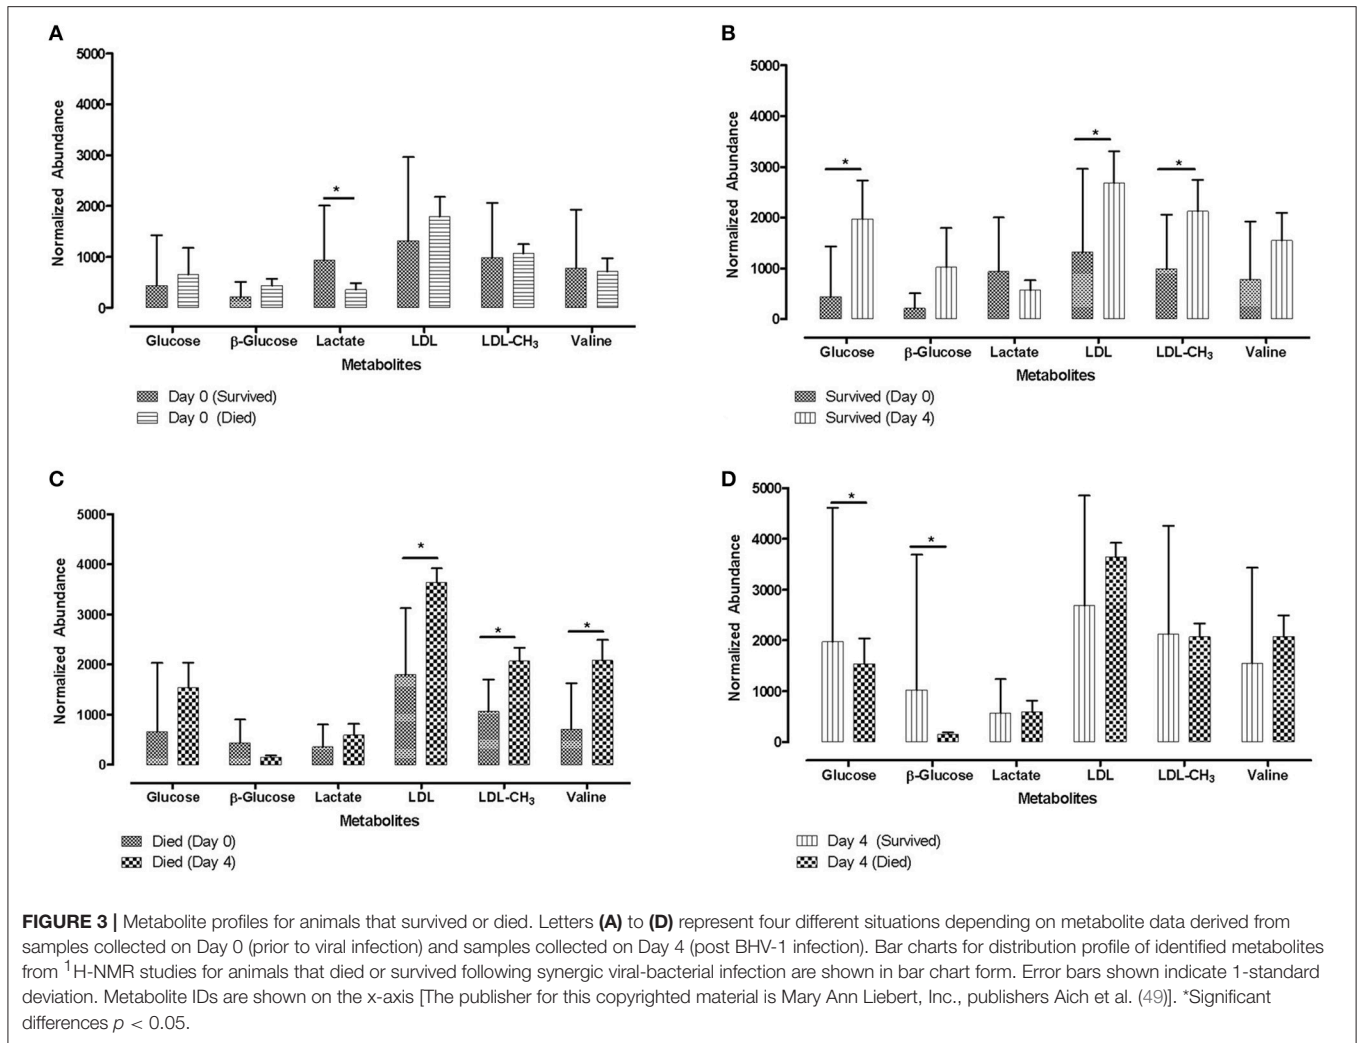 A
5000
4000
3000
2000
1000
0
Normalized Abundance
*
Glucose β-Glucose Lactate LDL LDL-CH3 Valine
Metabolites
Day 0 (Survived)
Day 0 (Died)
B
5000
4000
3000
2000
1000
0
Normalized Abundance
* * *
Glucose β-Glucose Lactate LDL LDL-CH3 Valine
Metabolites
Survived (Day 0)
Survived (Day 4)
C
5000
4000
3000
2000
1000
0
Normalized Abundance
* * *
Glucose β-Glucose Lactate LDL LDL-CH3 Valine
Metabolites
Died (Day 0)
Died (Day 4)
D
5000
4000
3000
2000
1000
0
Normalized Abundance
* *
Glucose β-Glucose Lactate LDL LDL-CH3 Valine
Metabolites
Day 4 (Survived)
Day 4 (Died)
FIGURE 3 | Metabolite profiles for animals that survived or died. Letters (A) to (D) represent four different situations depending on metabolite data derived from
samples collected on Day 0 (prior to viral infection) and samples collected on Day 4 (post BHV-1 infection). Bar charts for distribution profile of identified metabolites
from 1H-NMR studies for animals that died or survived following synergic viral-bacterial infection are shown in bar chart form. Error bars shown indicate 1-standard
deviation. Metabolite IDs are shown on the x-axis [The publisher for this copyrighted material is Mary Ann Liebert, Inc., publishers Aich et al. (49)]. *Significant
differences p < 0.05.